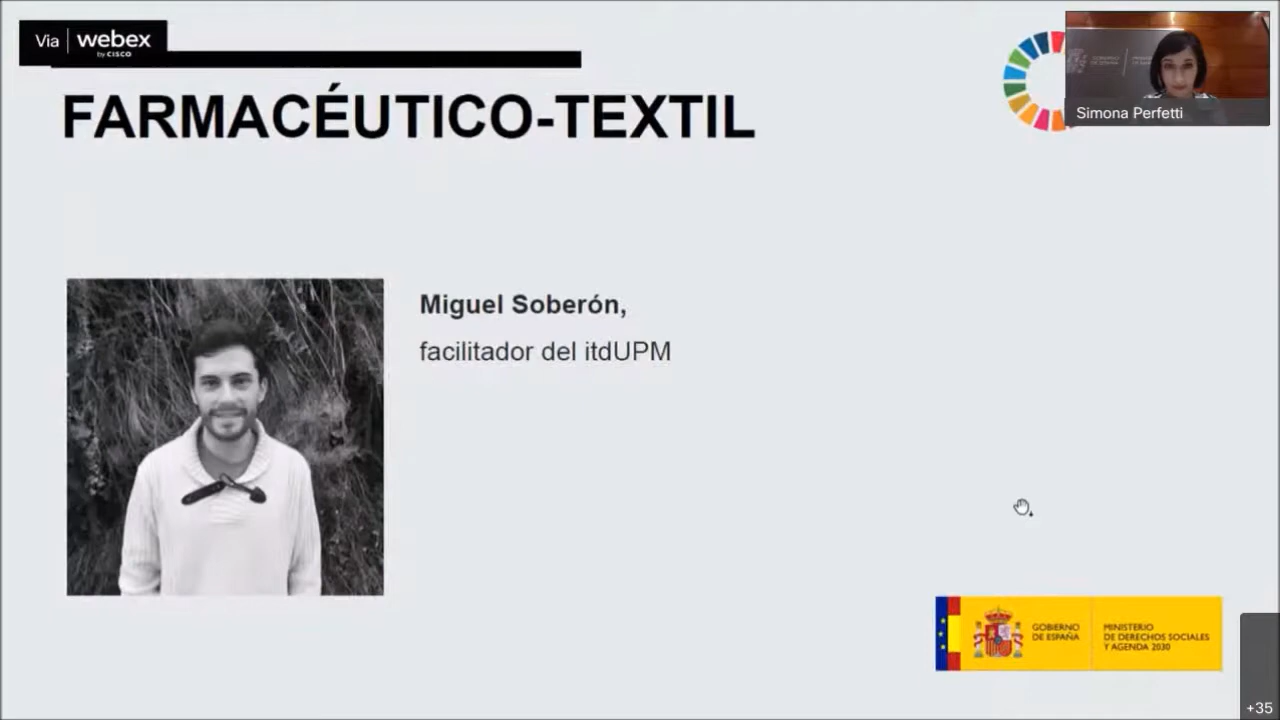 Via webex
by CISCO
FARMACÉUTICO-TEXTIL
Simona Perfetti
Miguel Soberón,
facilitador del itdUPM
GOBIERNO
DE ESPAÑA
MINISTERIO
DE DERECHOS SOCIALES
Y AGENDA 2030
+35